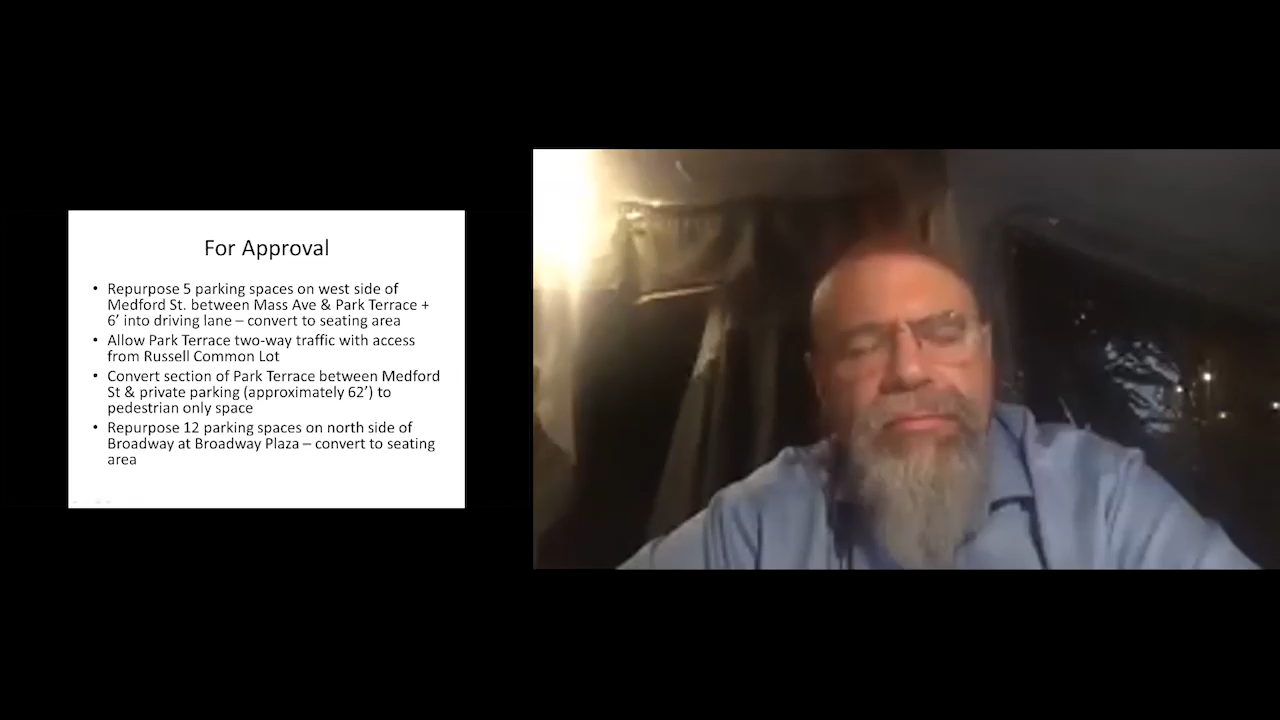 For Approval
• Repurpose 5 parking spaces on west side of
Medford St. between Mass Ave & Park Terrace +
6’ into driving lane – convert to seating area
• Allow Park Terrace two-way traffic with access
from Russell Common Lot
• Convert section of Park Terrace between Medford
St & private parking (approximately 62’) to
pedestrian only space
• Repurpose 12 parking spaces on north side of
Broadway at Broadway Plaza – convert to seating
area